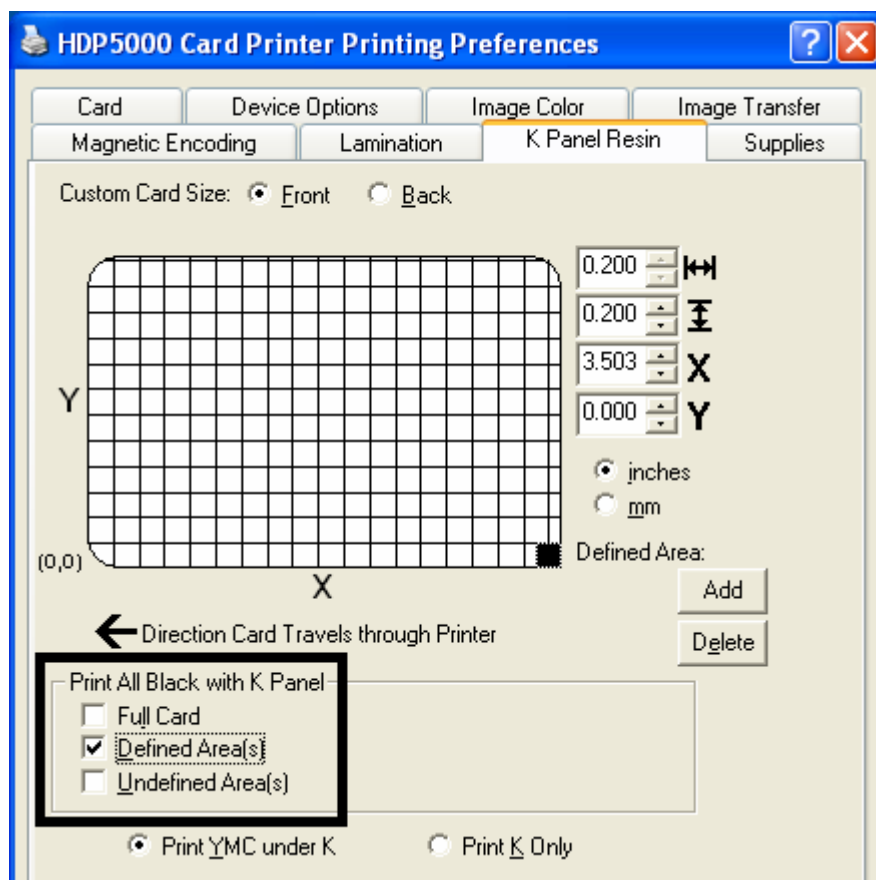 HDP5000 Card Printer Printing Preferences
Card Device Options Image Color Image Transfer
Magnetic Encoding Lamination K Panel Resin Supplies
Custom Card Size: Front Back
0.200
0.200
3.503 X
0.000 Y
Y
inches
mm
(0,0)
X
Defined Area:
Add
Direction Card Travels through Printer
Delete
Print All Black with K Panel
Full Card
Defined Area(s)
Undefined Area(s)
Print YMC under K Print K Only